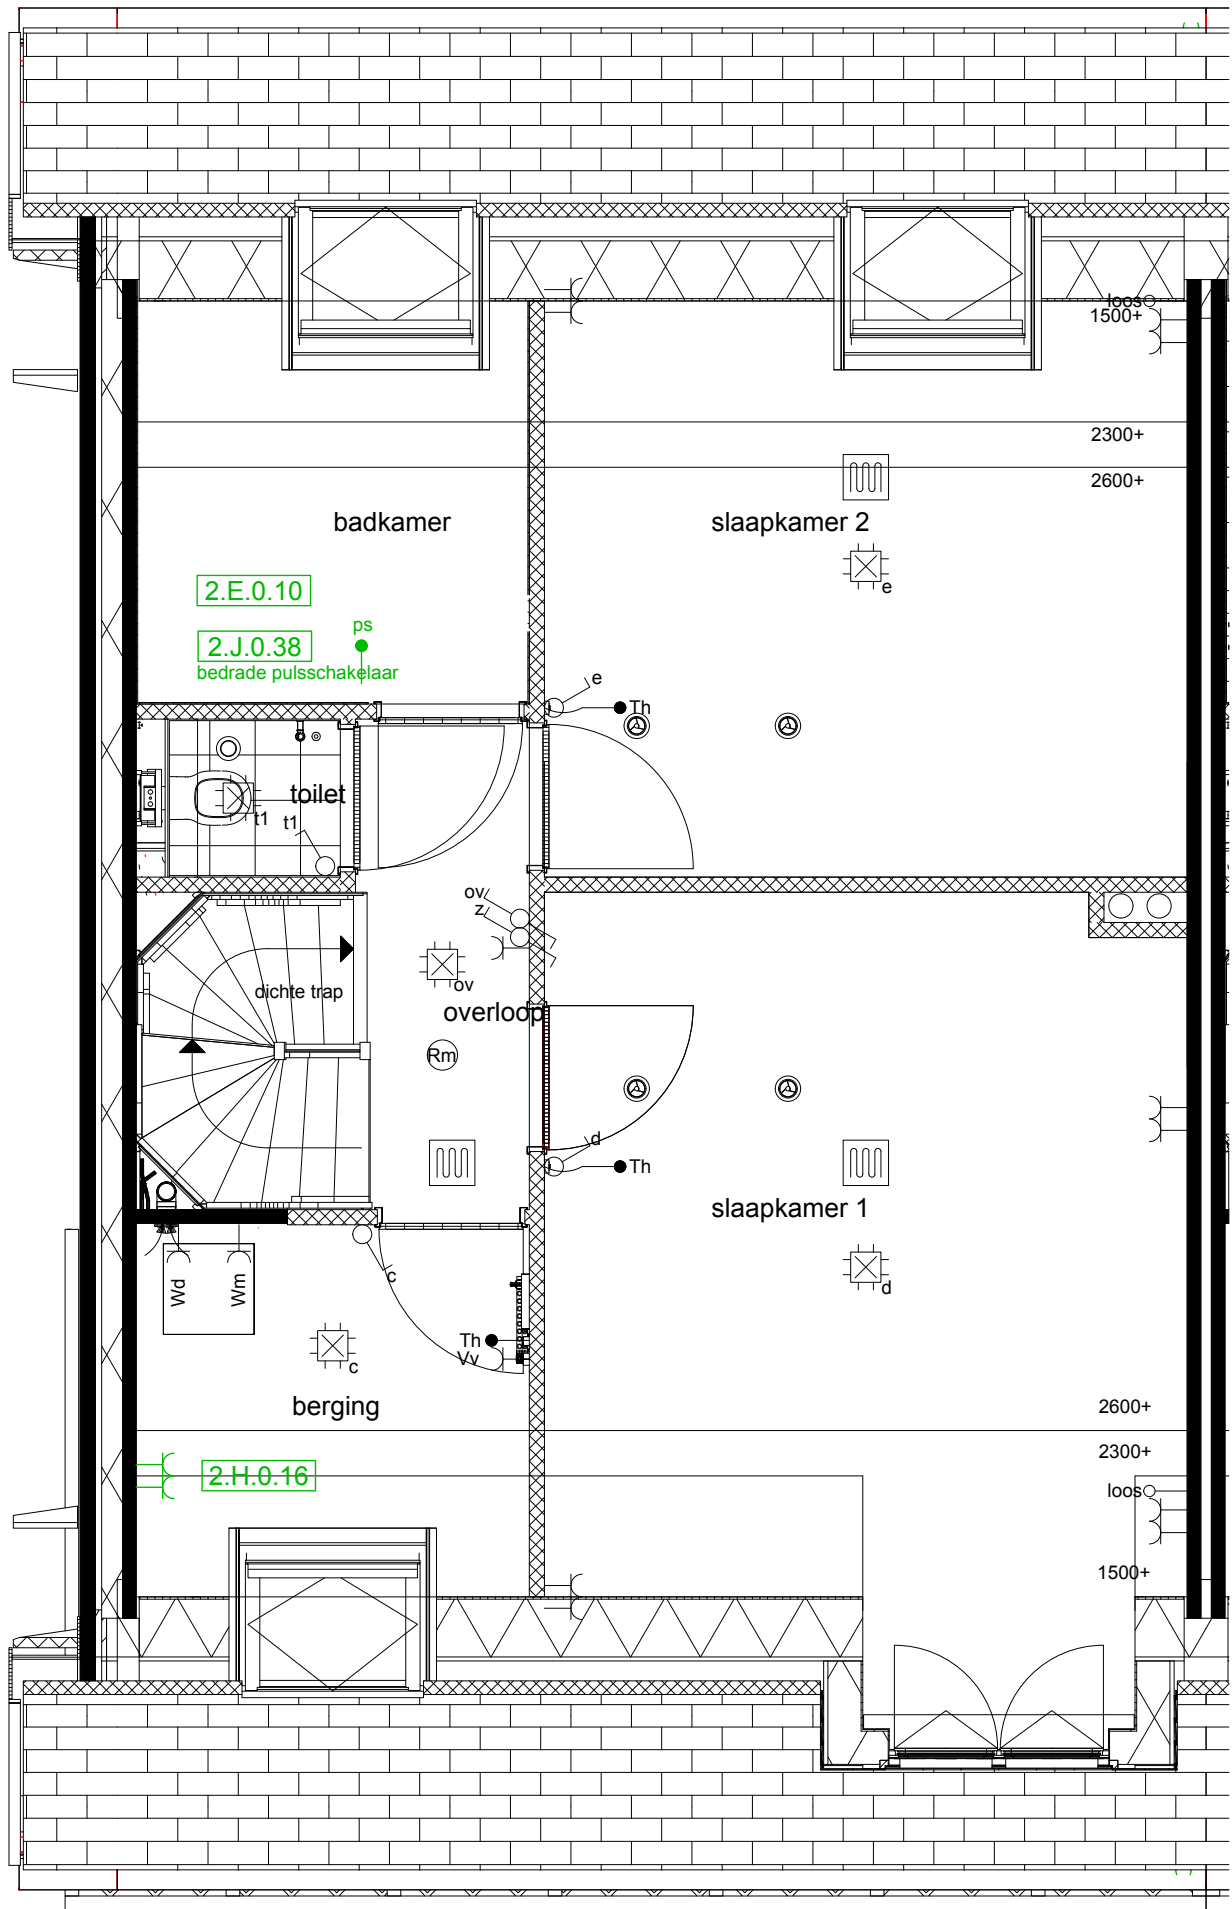 loos
1500+
2300+
2600+
badkamer
slaapkamer 2
e
2.E.0.10
ps
2.J.0.38
bedrade pulsschakelaar
e
Th
toilet
t1
t1
ov
z
ov
dichte trap
overloop
Rm
d
Th
slaapkamer 1
d
c
Wd
Wm
Th
Vv
c
berging
2600+
2300+
2.H.0.16
loos
1500+